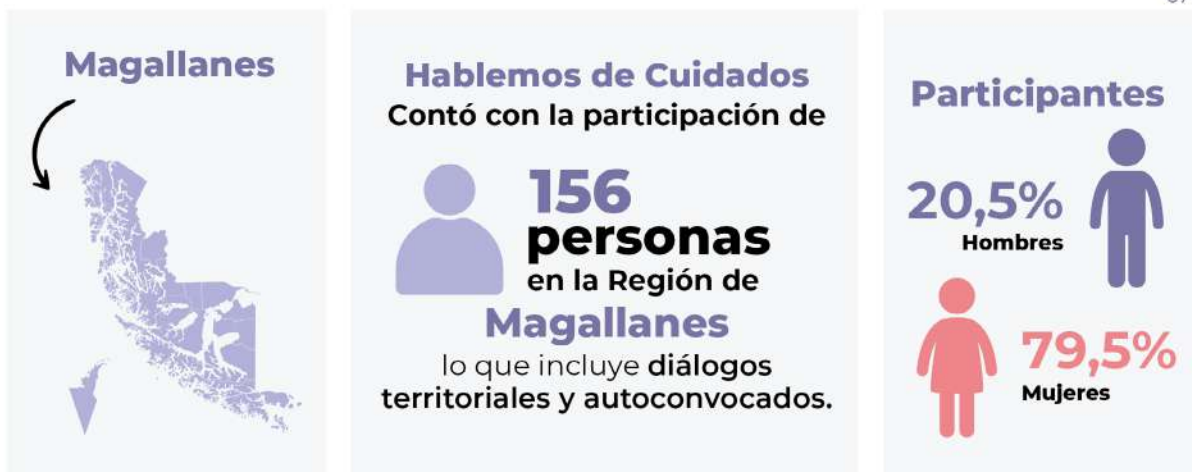 Magallanes
Hablemos de Cuidados
Contó con la participación de
156
personas
en la Región de
Magallanes
lo que incluye diálogos
territoriales y autoconvocados.
Participantes
20,5%
Hombres
79,5%
Mujeres